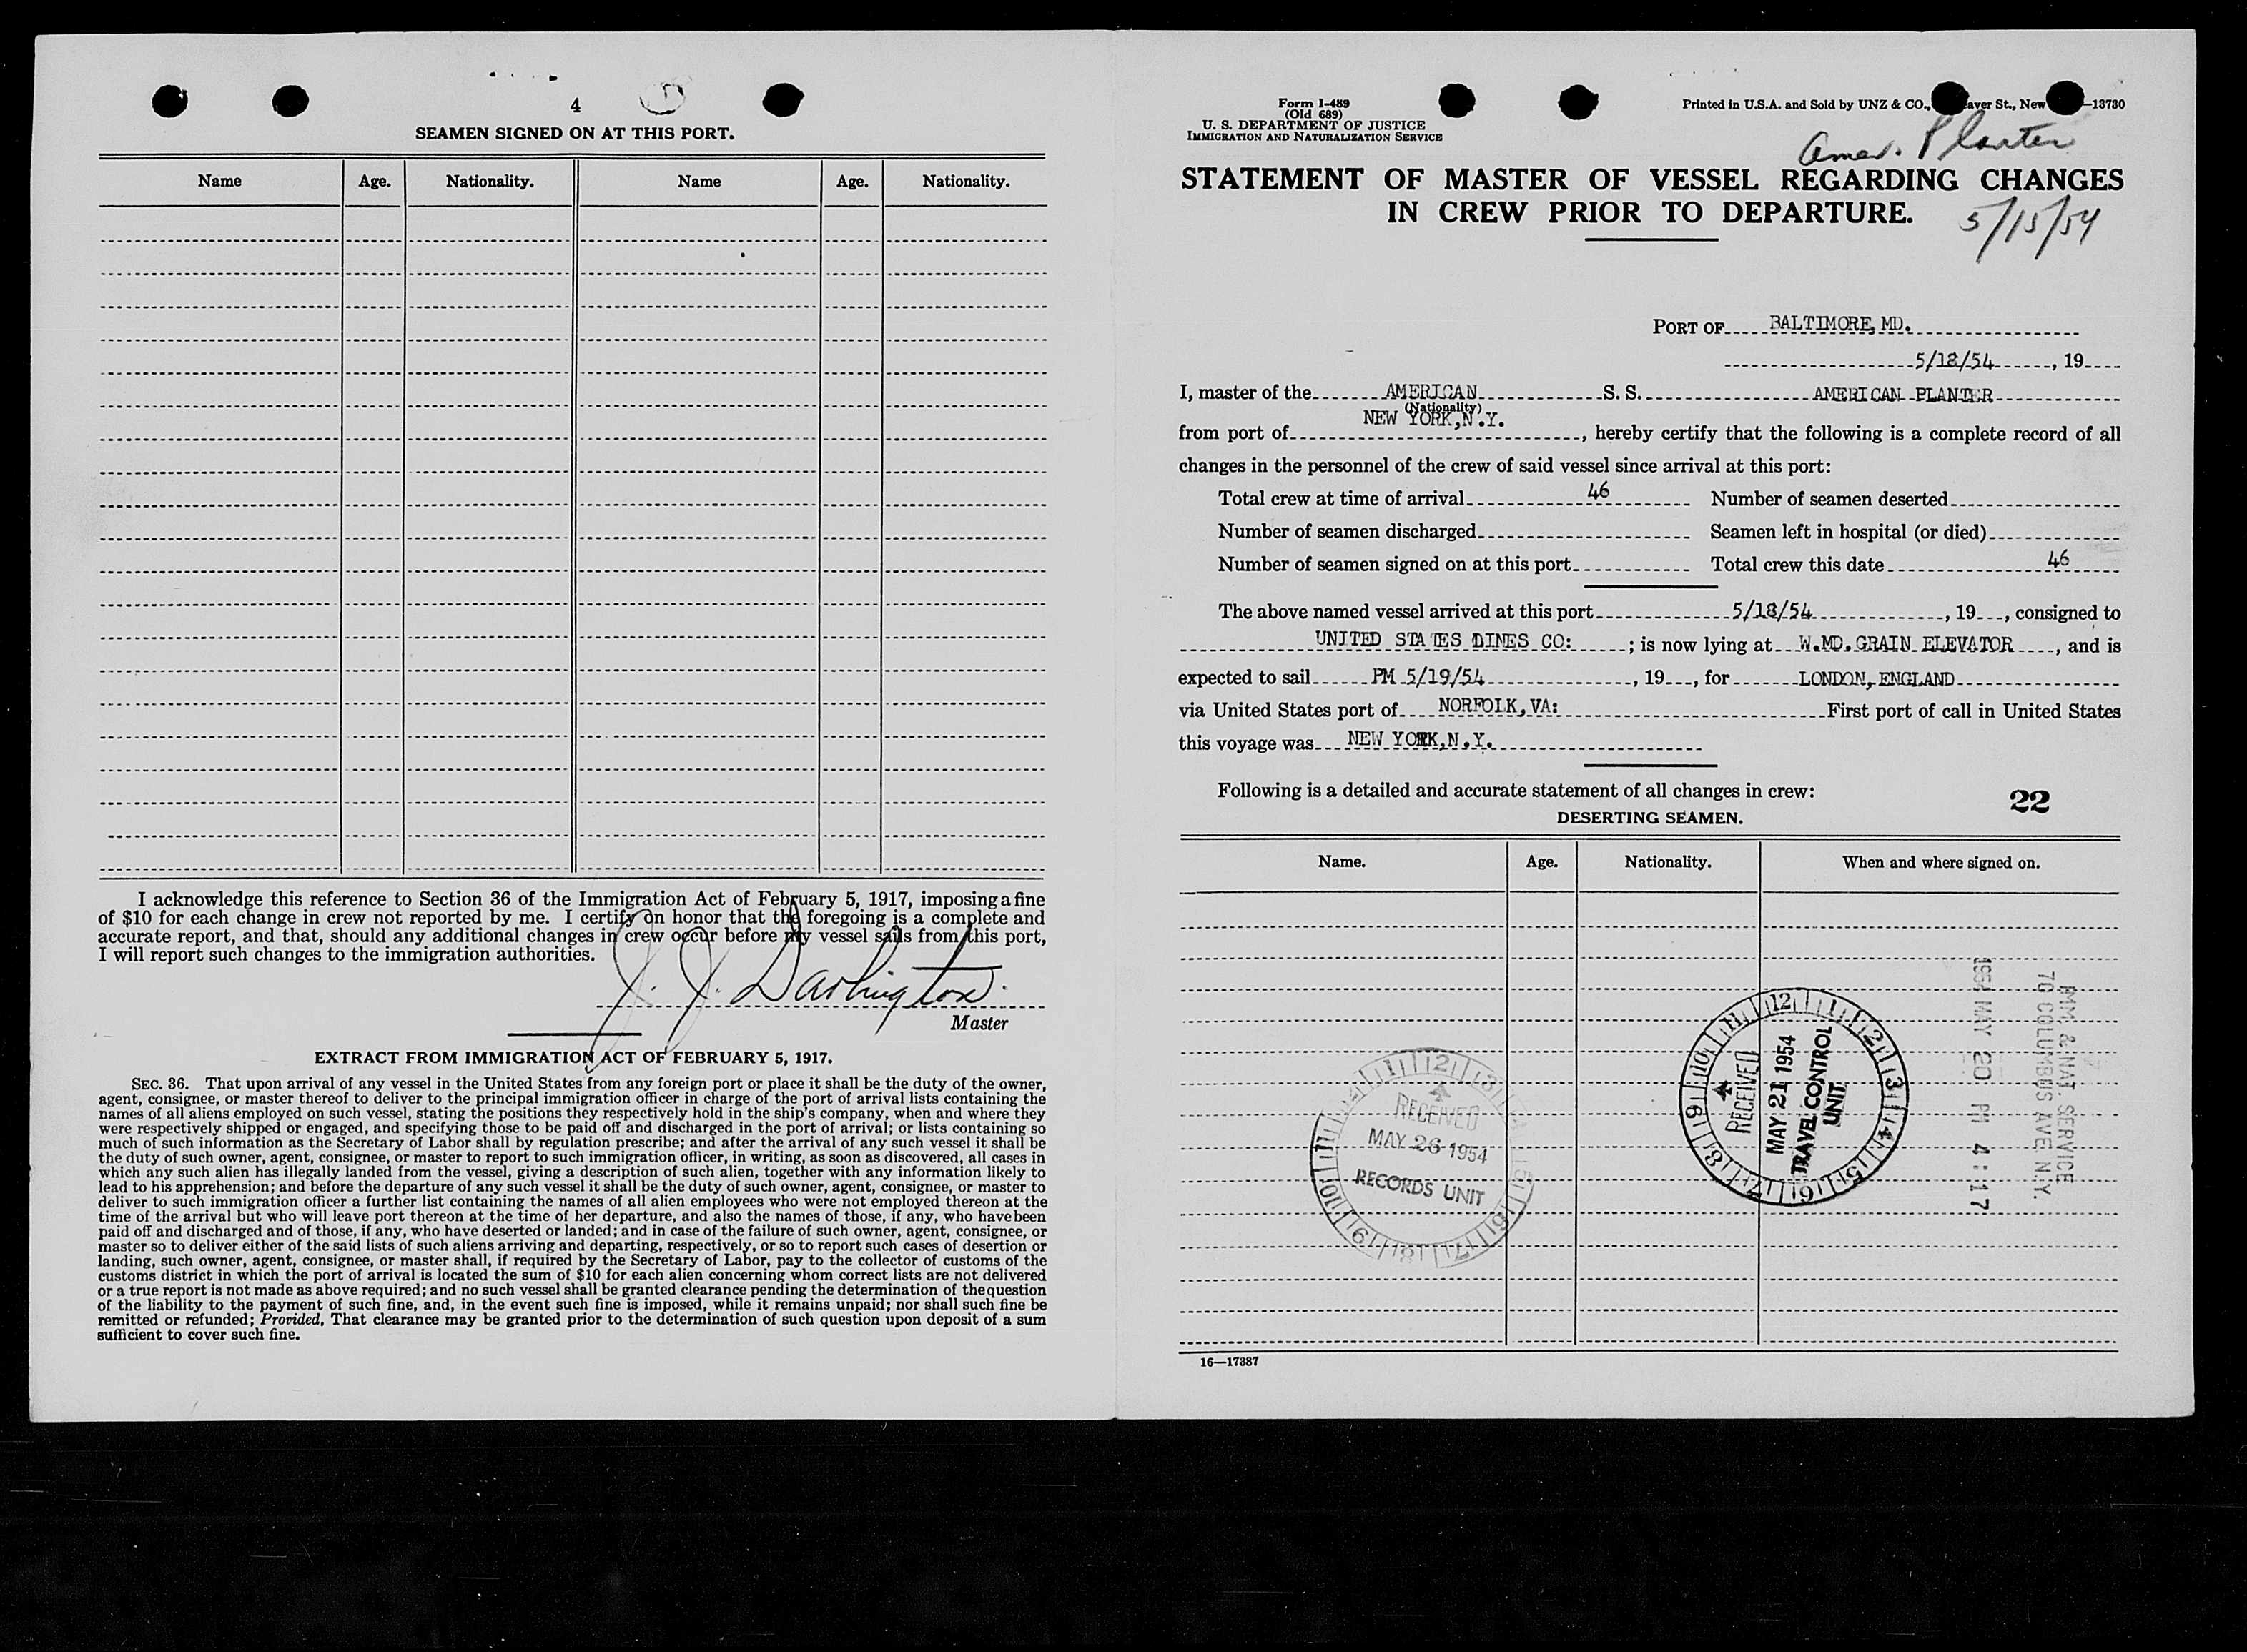 4
SEAMEN SIGNED ON AT THIS PORT.
Name Age. Nationality. Name Age. Nationality.
I acknowledge this reference to Section 36 of the Immigration Act of February 5, 1917, imposing a fine
of $10 for each change in crew not reported by me. I certify on honor that the foregoing is a complete and
accurate report, and that, should any additional changes in crew occur before my vessel sails from this port,
I will report such changes to the immigration authorities.
J. J. Darlington
Master
EXTRACT FROM IMMIGRATION ACT OF FEBRUARY 5, 1917.
SEC. 36. That upon arrival of any vessel in the United States from any foreign port or place it shall be the duty of the owner,
agent, consignee, or master thereof to deliver to the principal immigration officer in charge of the port of arrival lists containing the
names of all aliens employed on such vessel, stating the positions they respectively hold in the ship's company, when and where they
were respectively shipped or engaged, and specifying those to be paid off and discharged in the port of arrival; or lists containing so
much of such information as the Secretary of Labor shall by regulation prescribe; and after the arrival of any such vessel it shall be
the duty of such owner, agent, consignee, or master to report to such immigration officer, in writing, as soon as discovered, all cases in
which any such alien has illegally landed from the vessel, giving a description of such alien, together with any information likely to
lead to his apprehension; and before the departure of any such vessel it shall be the duty of such owner, agent, consignee, or master to
deliver to such immigration officer a further list containing the names of all alien employees who were not employed thereon at the
time of the arrival but who will leave port thereon at the time of her departure, and also the names of those, if any, who have been
paid off and discharged and of those, if any, who have deserted or landed; and in case of the failure of such owner, agent, consignee, or
master so to deliver either of the said lists of such aliens arriving and departing, respectively, or so to report such cases of desertion or
landing, such owner, agent, consignee, or master shall, if required by the Secretary of Labor, pay to the collector of customs of the
customs district in which the port of arrival is located the sum of $10 for each alien concerning whom correct lists are not delivered
or a true report is not made as above required; and no such vessel shall be granted clearance pending the determination of the question
of the liability to the payment of such fine, and, in the event such fine is imposed, while it remains unpaid; nor shall such fine be
remitted or refunded; Provided, That clearance may be granted prior to the determination of such question upon deposit of a sum
sufficient to cover such fine.
Form I-489
(Old 689)
U. S. DEPARTMENT OF JUSTICE
IMMIGRATION AND NATURALIZATION SERVICE
Printed in U.S.A. and Sold by UNZ & CO., aver St., New -13730
Amer. Planter
STATEMENT OF MASTER OF VESSEL REGARDING CHANGES
IN CREW PRIOR TO DEPARTURE.
5/15/54
PORT OF BALTIMORE, MD.
5/18/54, 19
I, master of the AMERICAN S. S. AMERICAN PLANTER
(Nationality)
from port of NEW YORK, N.Y., hereby certify that the following is a complete record of all
changes in the personnel of the crew of said vessel since arrival at this port:
Total crew at time of arrival 46 Number of seamen deserted
Number of seamen discharged Seamen left in hospital (or died)
Number of seamen signed on at this port Total crew this date 46
The above named vessel arrived at this port 5/18/54, 19, consigned to
UNITED STATES LINES CO: ; is now lying at W.MD. GRAIN ELEVATOR, and is
expected to sail PM 5/19/54, 19, for LONDON, ENGLAND
via United States port of NORFOLK, VA: First port of call in United States
this voyage was NEW YORK, N.Y.
Following is a detailed and accurate statement of all changes in crew:
22
DESERTING SEAMEN.
Name. Age. Nationality. When and where signed on.
RECEIVED
MAY 26 1954
RECORDS UNIT
RECEIVED
MAY 21 1954
TRAVEL CONTROL
UNIT
1954 MAY 20 PM 4:17
IMM. & NAT. SERVICE
70 COLUMBUS AVE. N.Y.
16—17387